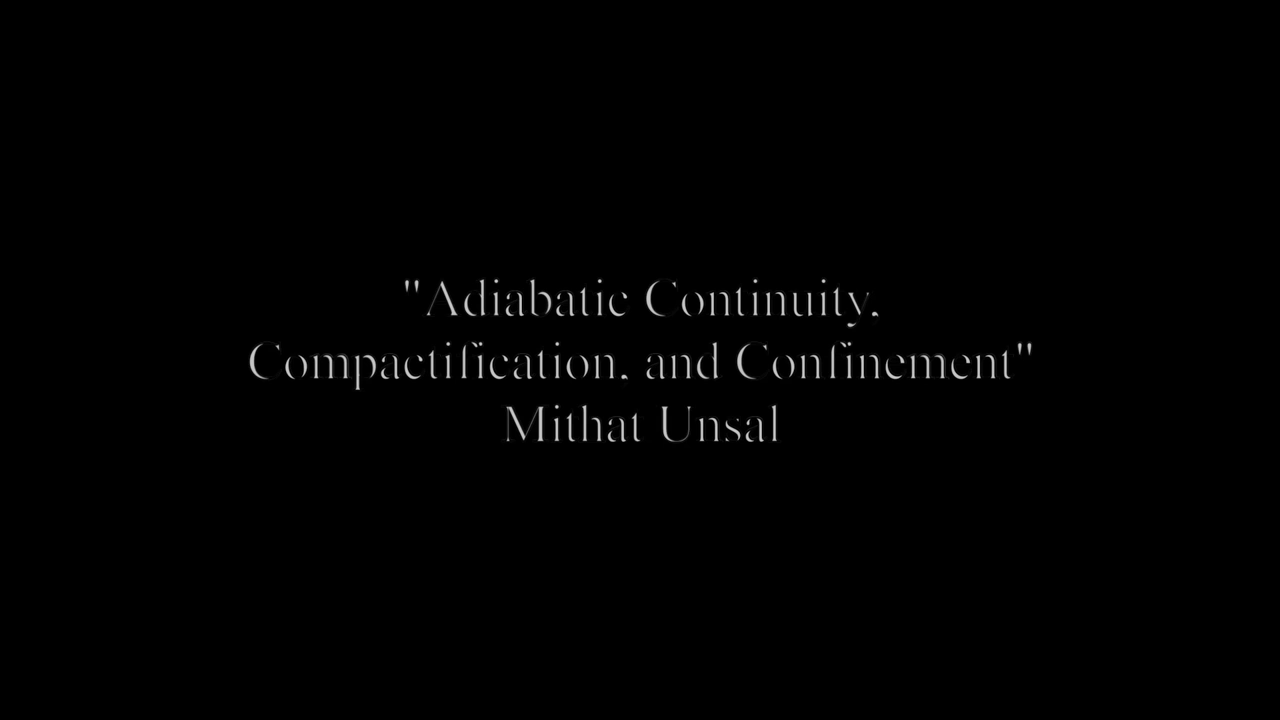 "Adiabatic Continuity,
Compactification, and Confinement"
Mithat Unsal